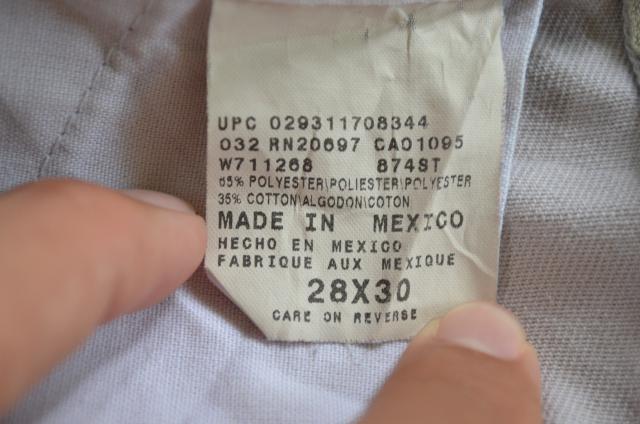 UPC 029311708344
032 RN20697 CA01095
W711268 874ST
65% POLYESTER\POLIESTER\POLYESTER
35% COTTON\ALGODON\COTON
MADE IN MEXICO
HECHO EN MEXICO
FABRIQUE AUX MEXIQUE
28X30
CARE ON REVERSE